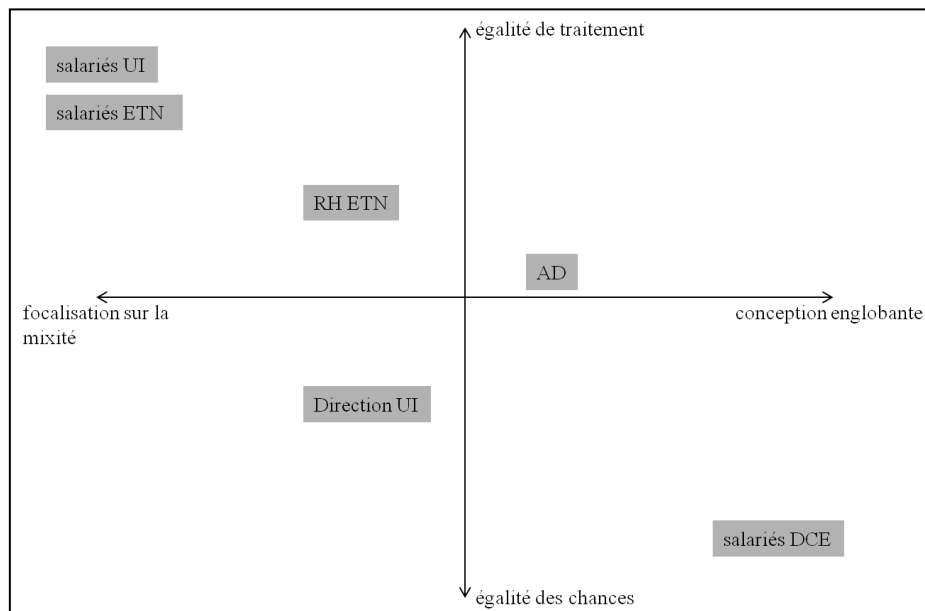 égalité de traitement
salariés UI
salariés ETN
RH ETN
AD
focalisation sur la
mixité
conception englobante
Direction UI
salariés DCE
égalité des chances